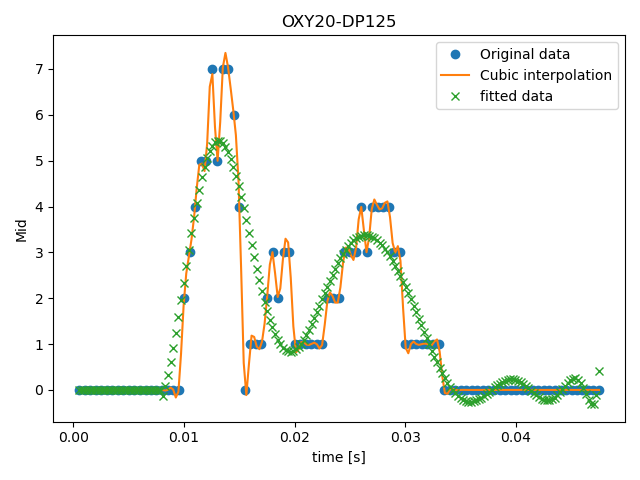 OXY20-DP125
Original data
Cubic interpolation
fitted data
Mid
7
6
5
4
3
2
1
0
0.00 0.01 0.02 0.03 0.04
time [s]